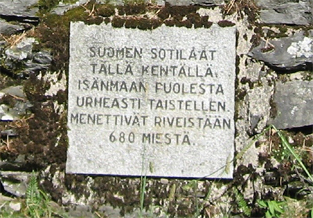 SUOMEN SOTILAAT
TÄLLÄ KENTÄLLÄ,
ISÄNMAAN PUOLESTA
URHEASTI TAISTELLEN.
MENETTIVÄT RIVEISTÄÄN
680 MIESTÄ.